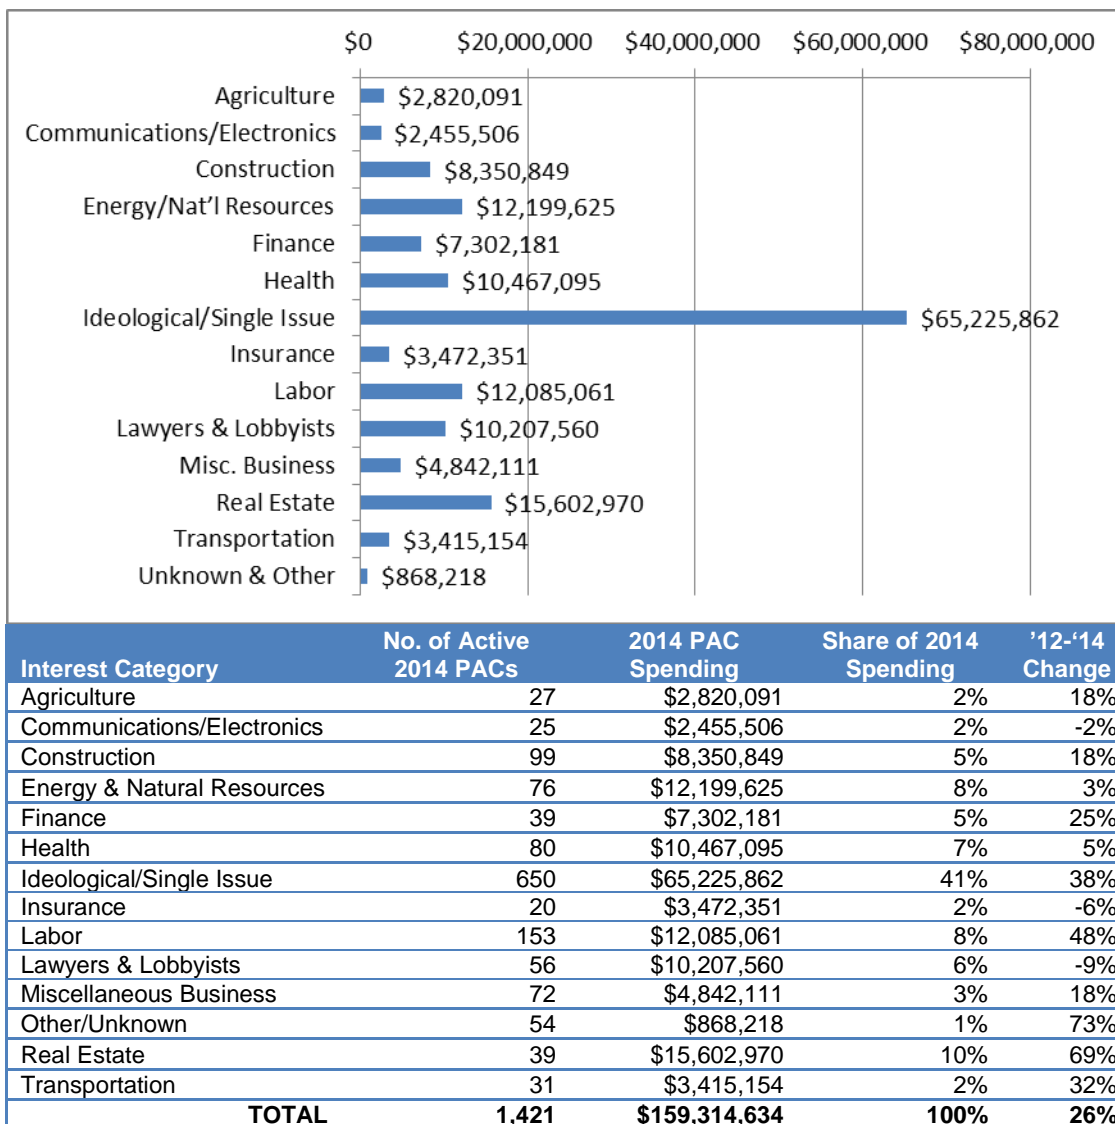 $0 $20,000,000 $40,000,000 $60,000,000 $80,000,000
Agriculture $2,820,091
Communications/Electronics $2,455,506
Construction $8,350,849
Energy/Nat’l Resources $12,199,625
Finance $7,302,181
Health $10,467,095
Ideological/Single Issue $65,225,862
Insurance $3,472,351
Labor $12,085,061
Lawyers & Lobbyists $10,207,560
Misc. Business $4,842,111
Real Estate $15,602,970
Transportation $3,415,154
Unknown & Other $868,218
No. of Active 2014 PAC Share of 2014 ’12-‘14
Interest Category 2014 PACs Spending Spending Change
Agriculture 27 $2,820,091 2% 18%
Communications/Electronics 25 $2,455,506 2% -2%
Construction 99 $8,350,849 5% 18%
Energy & Natural Resources 76 $12,199,625 8% 3%
Finance 39 $7,302,181 5% 25%
Health 80 $10,467,095 7% 5%
Ideological/Single Issue 650 $65,225,862 41% 38%
Insurance 20 $3,472,351 2% -6%
Labor 153 $12,085,061 8% 48%
Lawyers & Lobbyists 56 $10,207,560 6% -9%
Miscellaneous Business 72 $4,842,111 3% 18%
Other/Unknown 54 $868,218 1% 73%
Real Estate 39 $15,602,970 10% 69%
Transportation 31 $3,415,154 2% 32%
TOTAL 1,421 $159,314,634 100% 26%